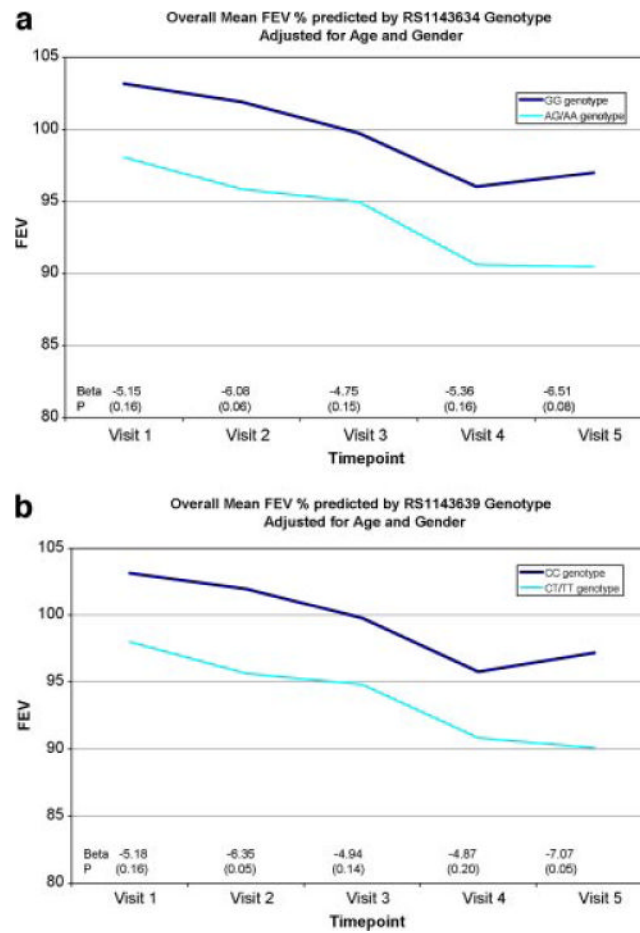 a
Overall Mean FEV % predicted by RS1143634 Genotype
Adjusted for Age and Gender
105
GG genotype
AG/AA genotype
100
95
FEV
90
85
Beta -5.15 -6.08 -4.75 -5.36 -6.51
P (0.16) (0.06) (0.15) (0.16) (0.08)
80
Visit 1 Visit 2 Visit 3 Visit 4 Visit 5
Timepoint
b
Overall Mean FEV % predicted by RS1143639 Genotype
Adjusted for Age and Gender
105
CC genotype
CT/TT genotype
100
95
FEV
90
85
Beta -5.18 -6.35 -4.94 -4.87 -7.07
P (0.16) (0.05) (0.14) (0.20) (0.05)
80
Visit 1 Visit 2 Visit 3 Visit 4 Visit 5
Timepoint